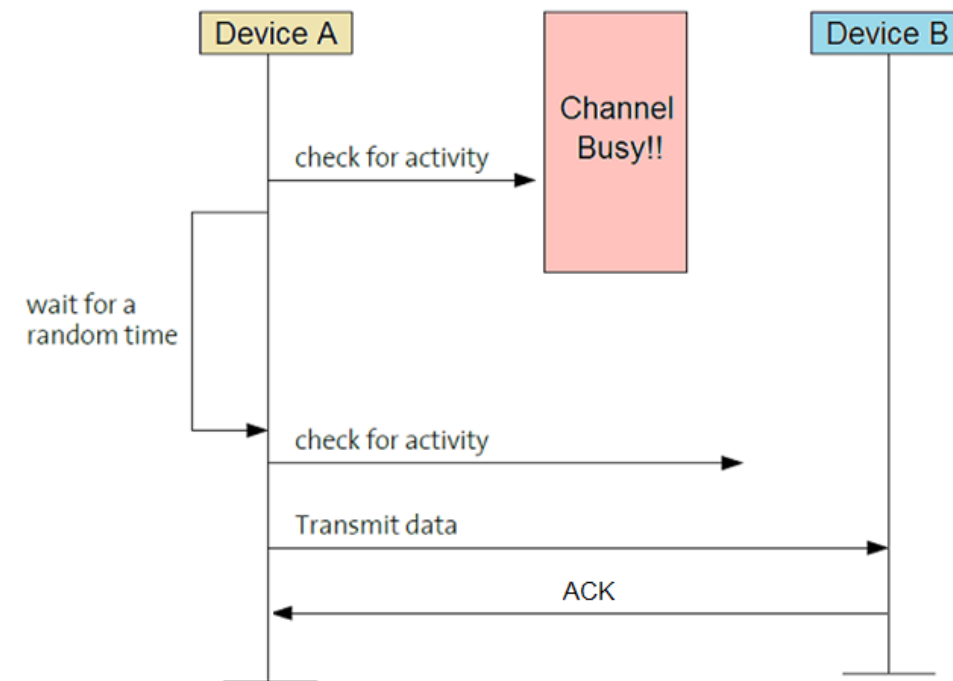 Device A
Device B
Channel
Busy!!
check for activity
wait for a
random time
check for activity
Transmit data
ACK